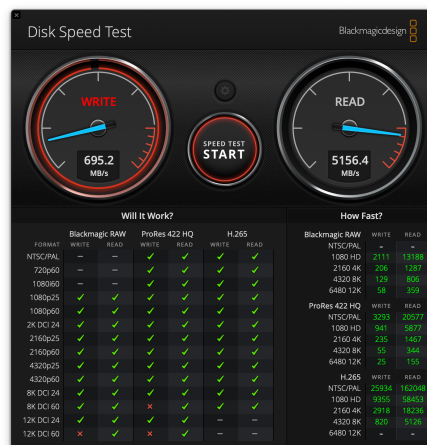 Disk Speed Test
Blackmagicdesign
WRITE
695.2
MB/s
SPEED TEST
START
READ
5156.4
MB/s
Will It Work?
Blackmagic RAW ProRes 422 HQ H.265
FORMAT WRITE READ WRITE READ WRITE READ
NTSC/PAL – – ✓ ✓ ✓ ✓
720p60 – – ✓ ✓ ✓ ✓
1080i60 – – ✓ ✓ ✓ ✓
1080p25 ✓ ✓ ✓ ✓ ✓ ✓
1080p60 ✓ ✓ ✓ ✓ ✓ ✓
2K DCI 24 ✓ ✓ ✓ ✓ ✓ ✓
2160p25 ✓ ✓ ✓ ✓ ✓ ✓
2160p60 ✓ ✓ ✓ ✓ ✓ ✓
4320p25 ✓ ✓ ✓ ✓ ✓ ✓
4320p60 ✓ ✓ ✓ ✓ ✓ ✓
8K DCI 24 ✓ ✓ ✓ ✓ ✓ ✓
8K DCI 60 ✓ ✓ × ✓ ✓ ✓
12K DCI 24 ✓ ✓ × ✓ – –
12K DCI 60 × ✓ × ✓ – –
How Fast?
Blackmagic RAW WRITE READ
NTSC/PAL – –
1080 HD 2111 13188
2160 4K 206 1287
4320 8K 129 806
6480 12K 58 359
ProRes 422 HQ WRITE READ
NTSC/PAL 3293 20577
1080 HD 941 5877
2160 4K 235 1467
4320 8K 55 344
6480 12K 25 155
H.265 WRITE READ
NTSC/PAL 25934 162048
1080 HD 9355 58453
2160 4K 2918 18236
4320 8K 820 5126
6480 12K – –